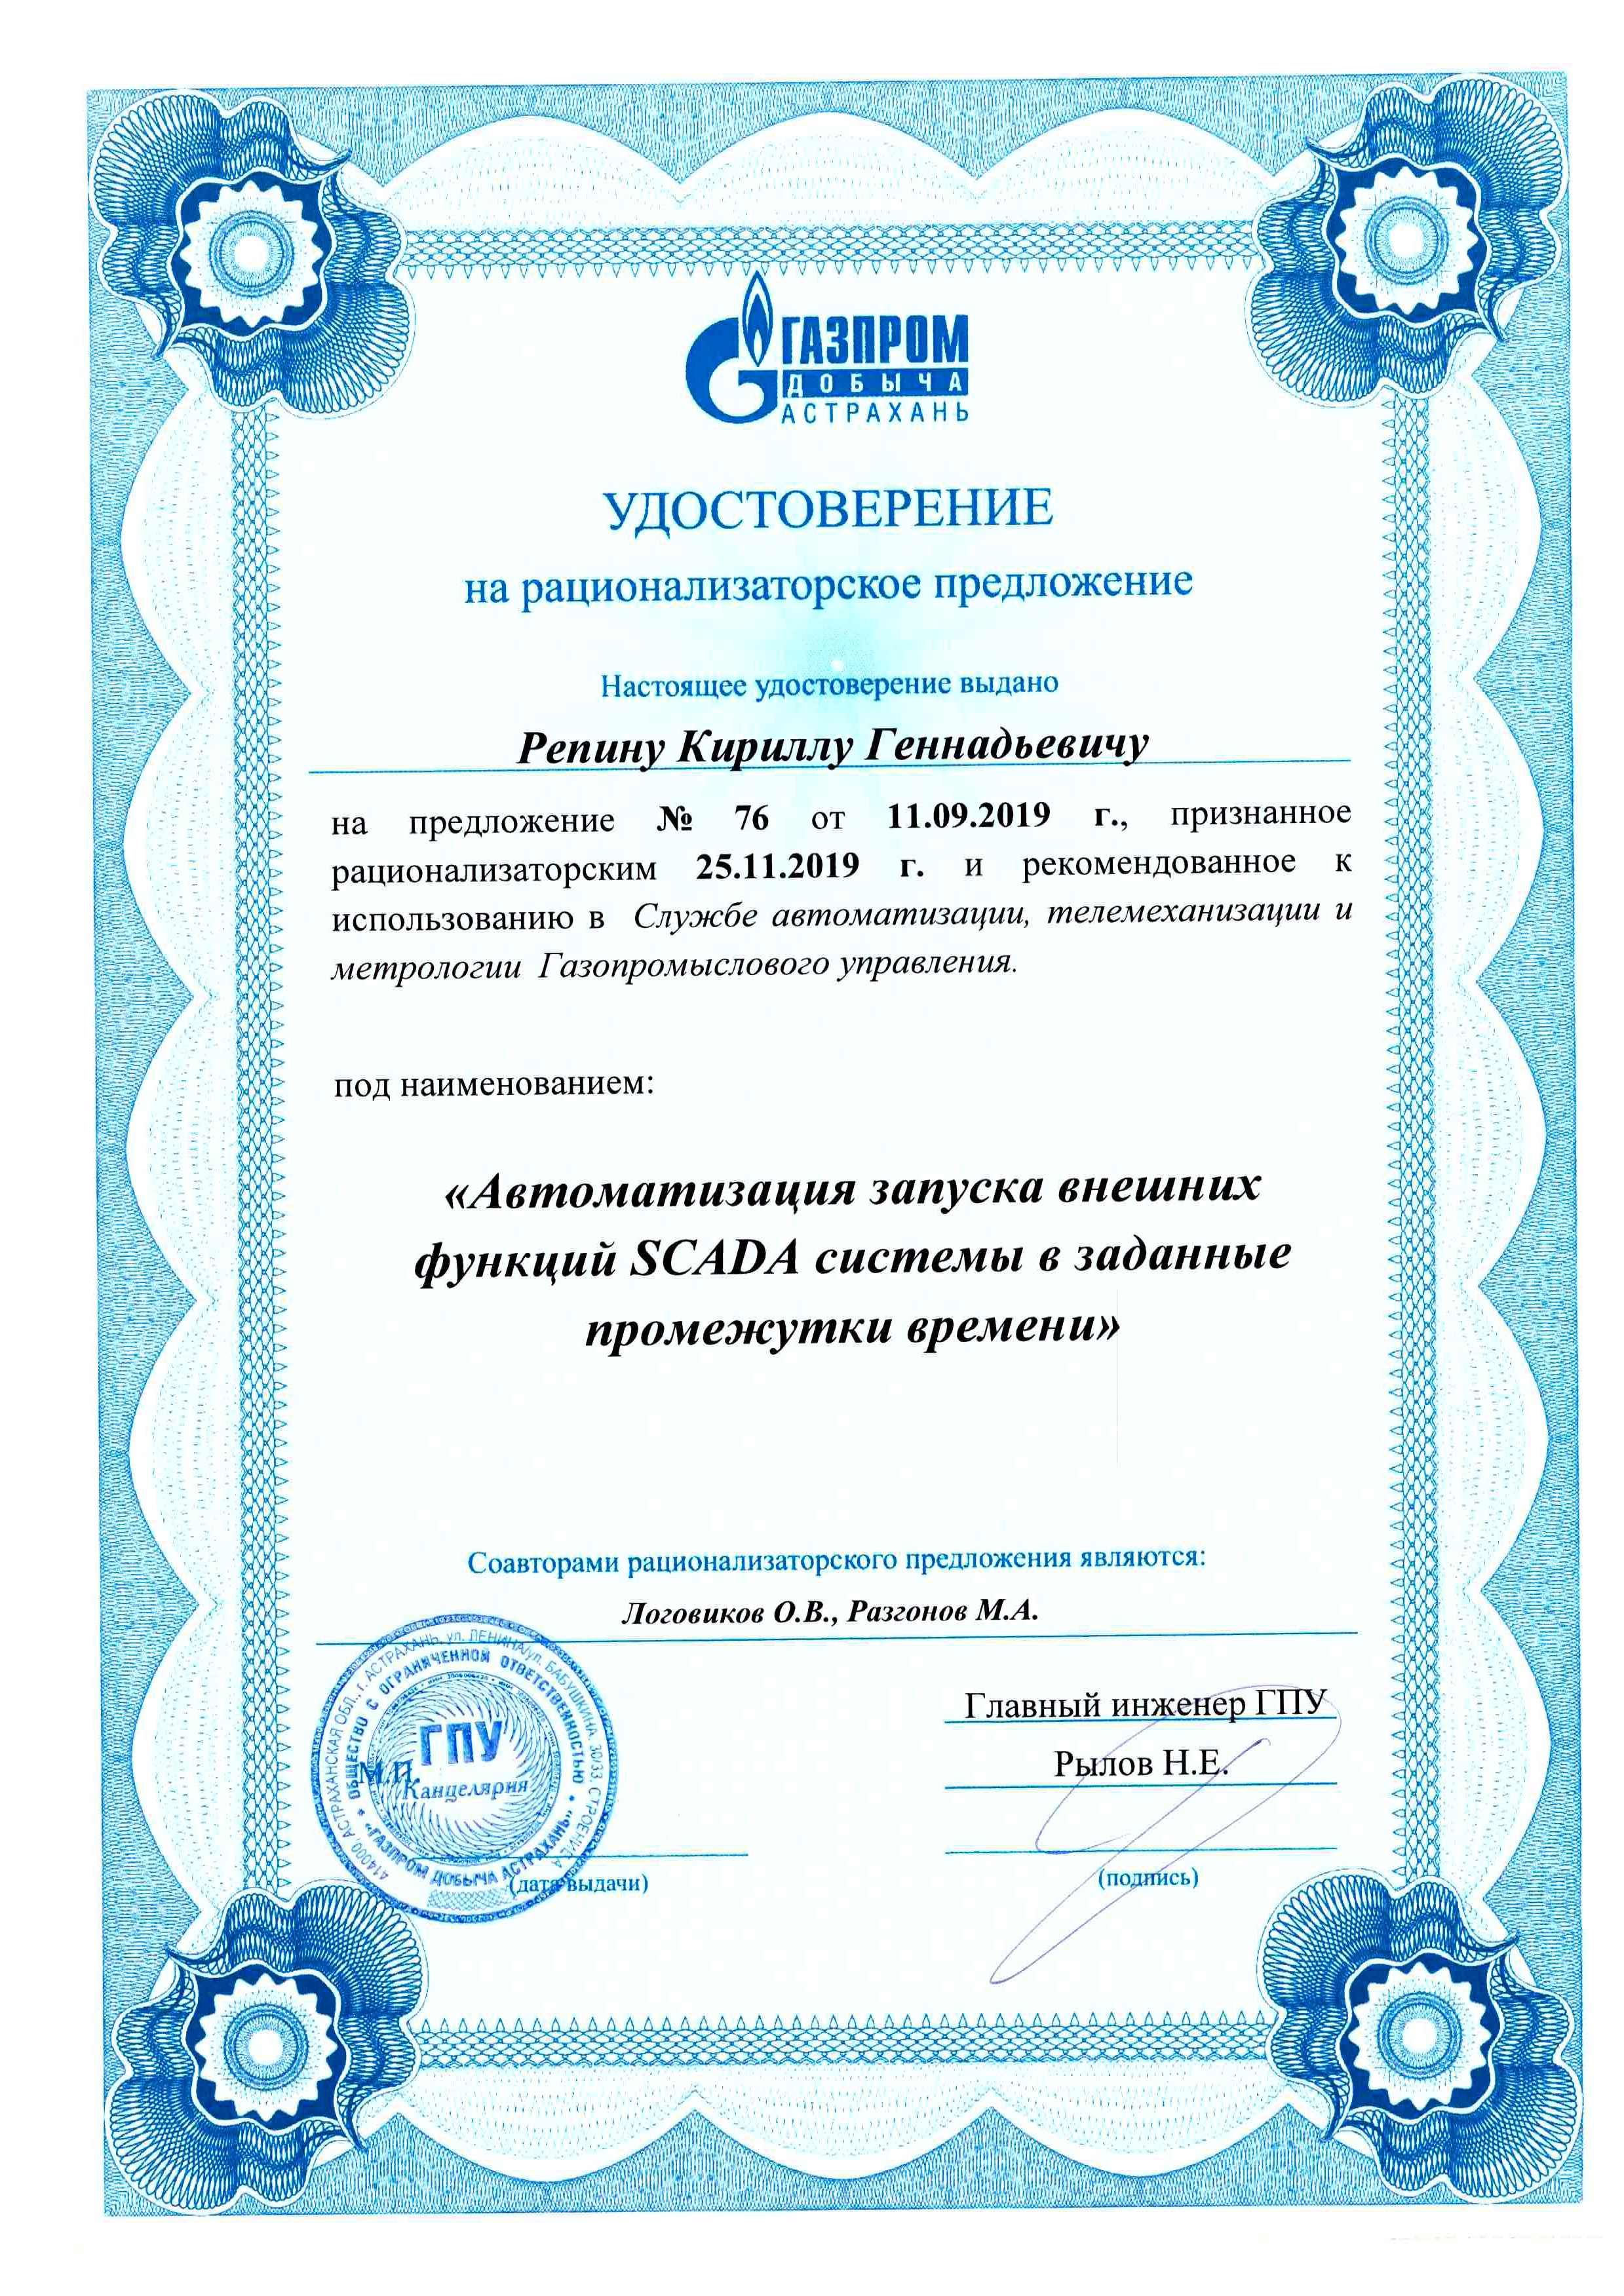 ГАЗПРОМ
ДОБЫЧА
АСТРАХАНЬ
УДОСТОВЕРЕНИЕ
на рационализаторское предложение
Настоящее удостоверение выдано
Репину Кириллу Геннадьевичу
на предложение № 76 от 11.09.2019 г., признанное
рационализаторским 25.11.2019 г. и рекомендованное к
использованию в Службе автоматизации, телемеханизации и
метрологии Газопромыслового управления.
под наименованием:
«Автоматизация запуска внешних
функций SCADA системы в заданные
промежутки времени»
Соавторами рационализаторского предложения являются:
Логовиков О.В., Разгонов М.А.
414000, АСТРАХАНСКАЯ ОБЛ., г. АСТРАХАНЬ, ул. ЛЕНИНА/ул. БАБУШКИНА, 30/33, СТРОЕНИЕ А
ОБЩЕСТВО С ОГРАНИЧЕННОЙ ОТВЕТСТВЕННОСТЬЮ
«ГАЗПРОМ ДОБЫЧА АСТРАХАНЬ»
ГПУ
Канцелярия
М.П.
(дата выдачи)
Главный инженер ГПУ
Рылов Н.Е.
(подпись)